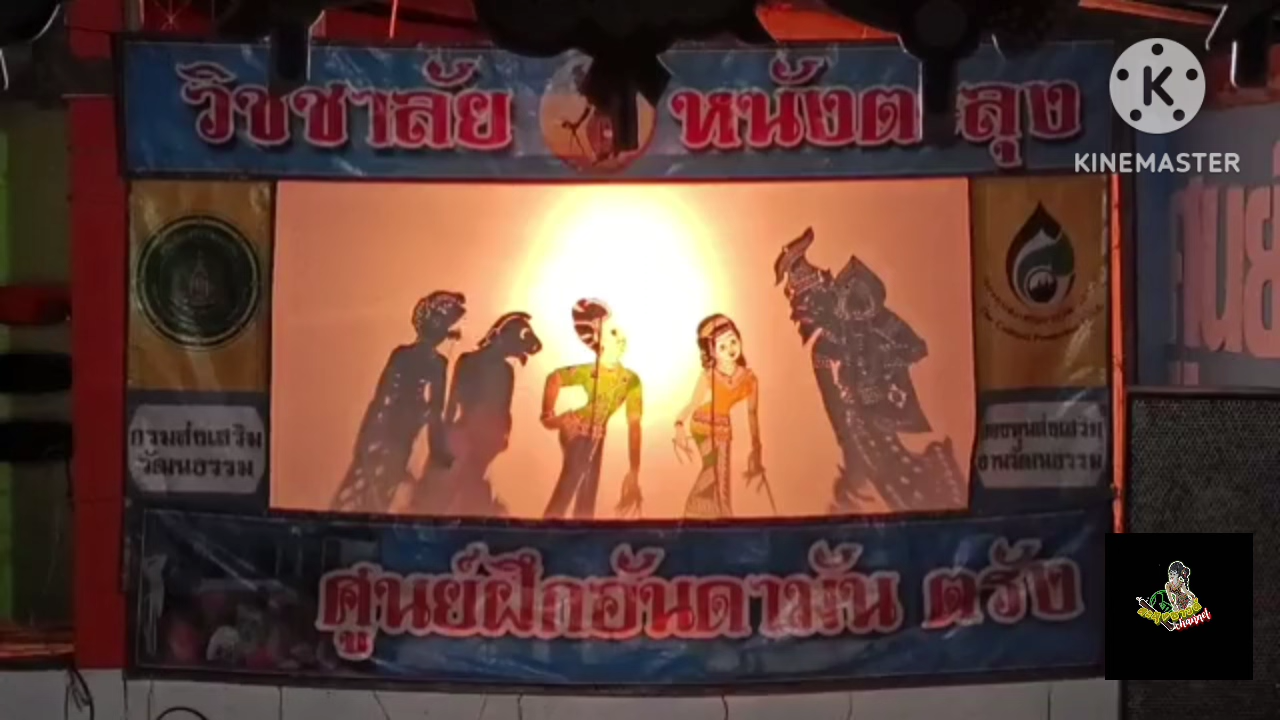 วิชชาลัย หนังตะลุง
KINEMASTER
กรมส่งเสริม
วัฒนธรรม
กองทุนส่งเสริม
งานวัฒนธรรม
ศูนย์ฝึกอันดามัน ตรัง
channel